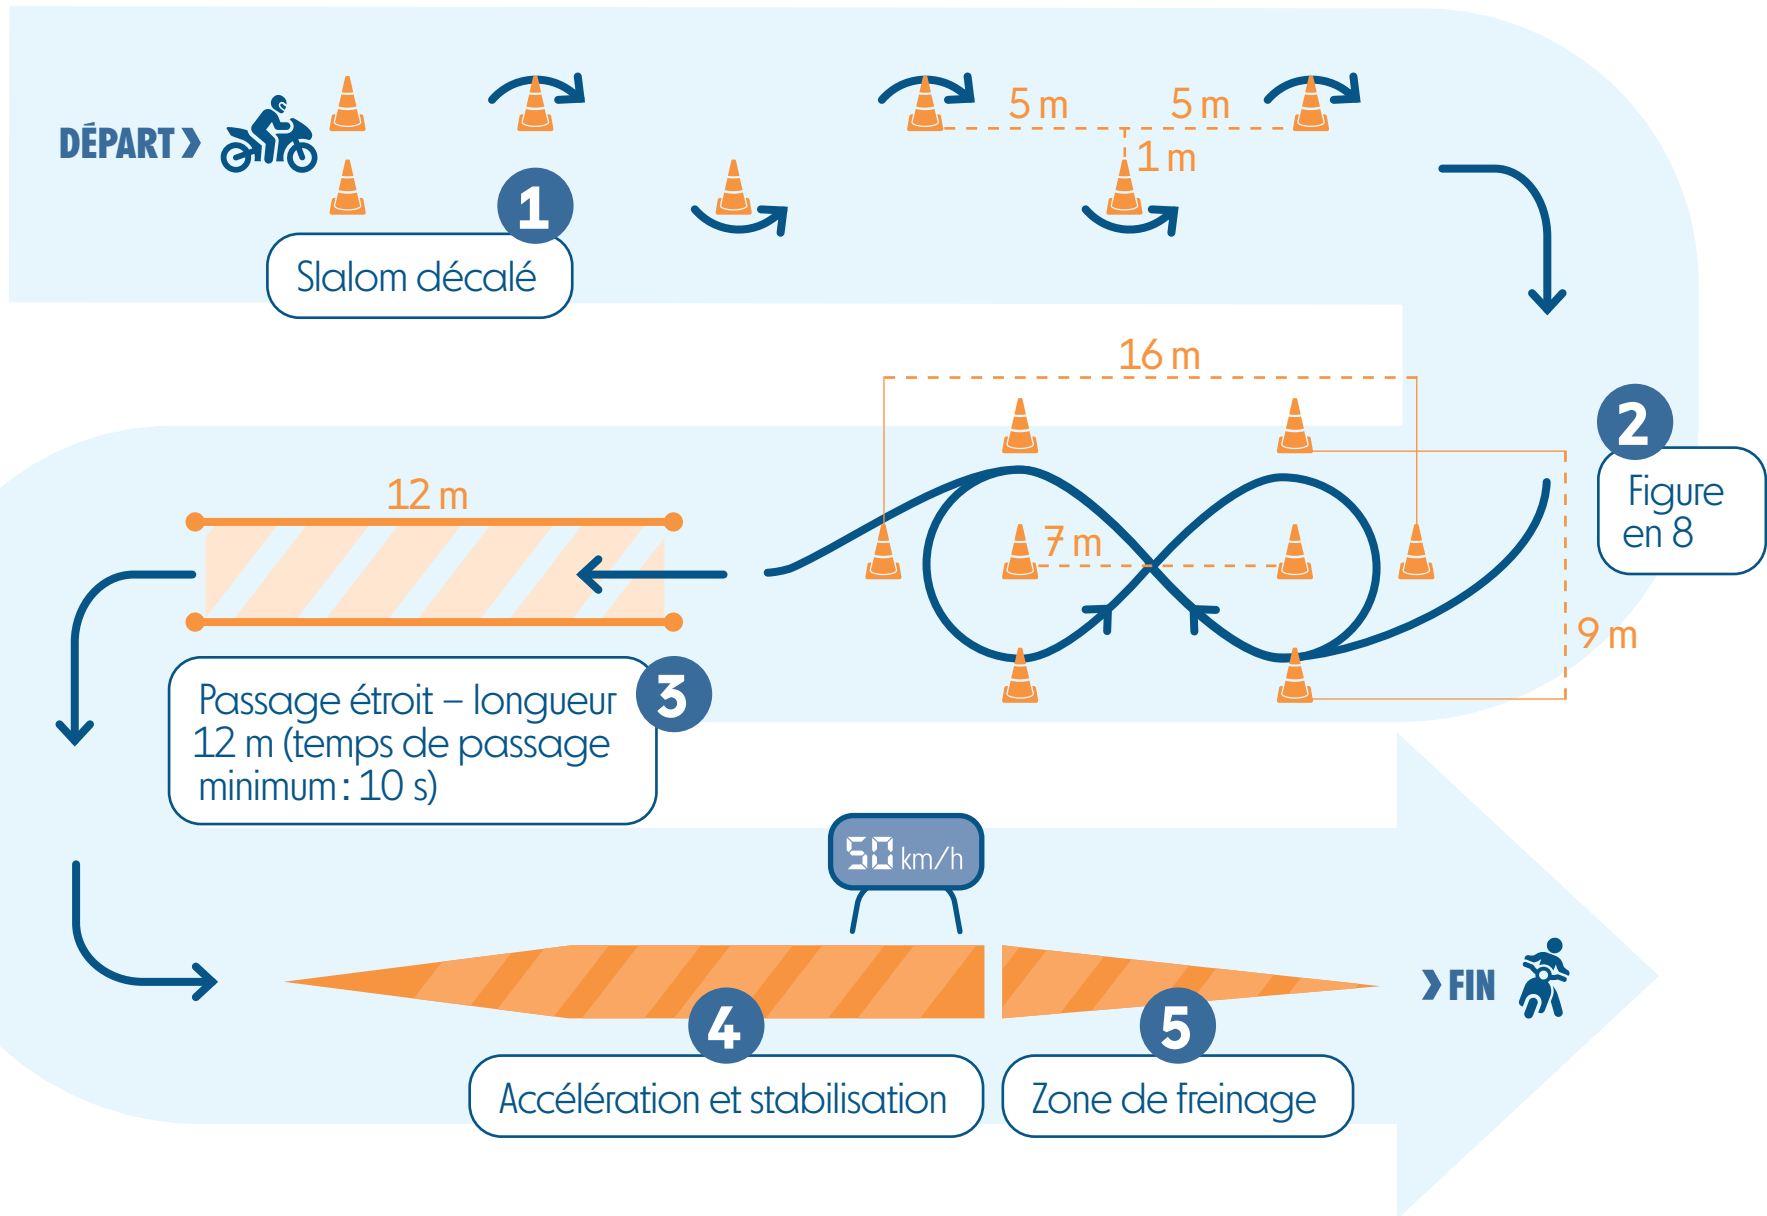 DÉPART
5 m
5 m
1 m
1
Slalom décalé
16 m
2
Figure
en 8
12 m
7 m
9 m
3
Passage étroit – longueur
12 m (temps de passage
minimum : 10 s)
50 km/h
FIN
4
5
Accélération et stabilisation
Zone de freinage